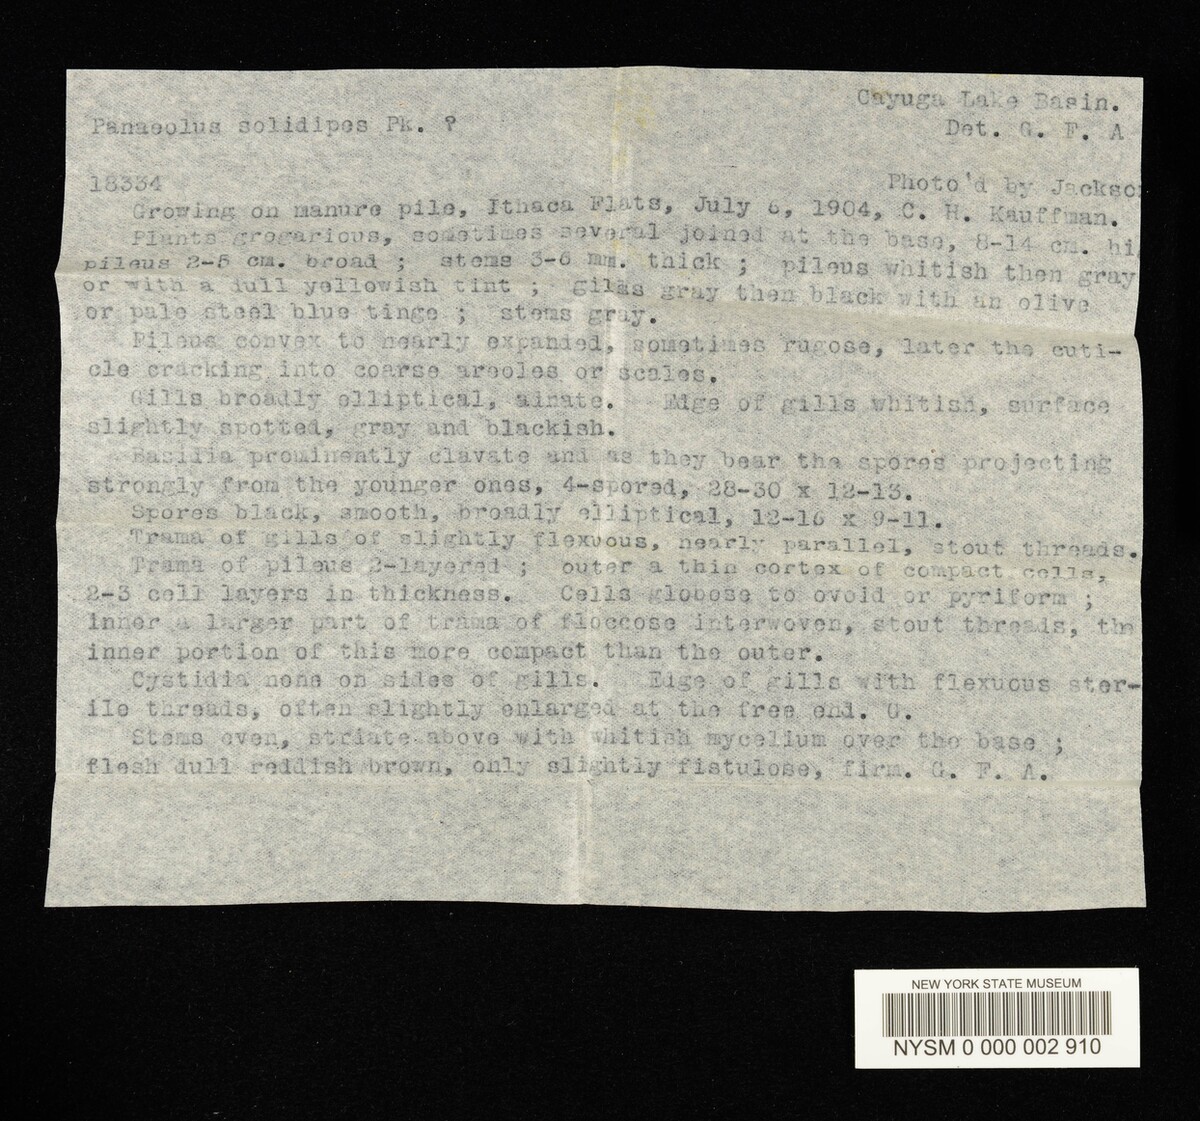 Cayuga Lake Basin.
Panaeolus solidipes Pk. ?
Det. G. F. A
18334
Photo'd by Jackso
Growing on manure pile, Ithaca Flats, July 6, 1904, C. H. Kauffman.
Plants gregarious, sometimes several joined at the base, 8-14 cm. hi
pileus 2-5 cm. broad ; stems 3-6 mm. thick ; pileus whitish then gray
or with a dull yellowish tint ; gills gray then black with an olive
or pale steel blue tinge ; stems gray.
Pileus convex to nearly expanded, sometimes rugose, later the cuti-
cle cracking into coarse areoles or scales.
Gills broadly elliptical, adnate. Edge of gills whitish, surface
slightly spotted, gray and blackish.
Basidia prominently clavate and as they bear the spores projecting
strongly from the younger ones, 4-spored, 28-30 x 12-13.
Spores black, smooth, broadly elliptical, 12-16 x 9-11.
Trama of gills of slightly flexuous, nearly parallel, stout threads.
Trama of pileus 2-layered ; outer a thin cortex of compact cells,
2-3 cell layers in thickness. Cells globose to ovoid or pyriform ;
inner a larger part of trama of floccose interwoven, stout threads, the
inner portion of this more compact than the outer.
Cystidia none on sides of gills. Edge of gills with flexuous ster-
ile threads, often slightly enlarged at the free end. G.
Stems even, striate above with whitish mycelium over the base ;
flesh dull reddish brown, only slightly fistulose, firm. G. F. A.
NEW YORK STATE MUSEUM
NYSM 0 000 002 910